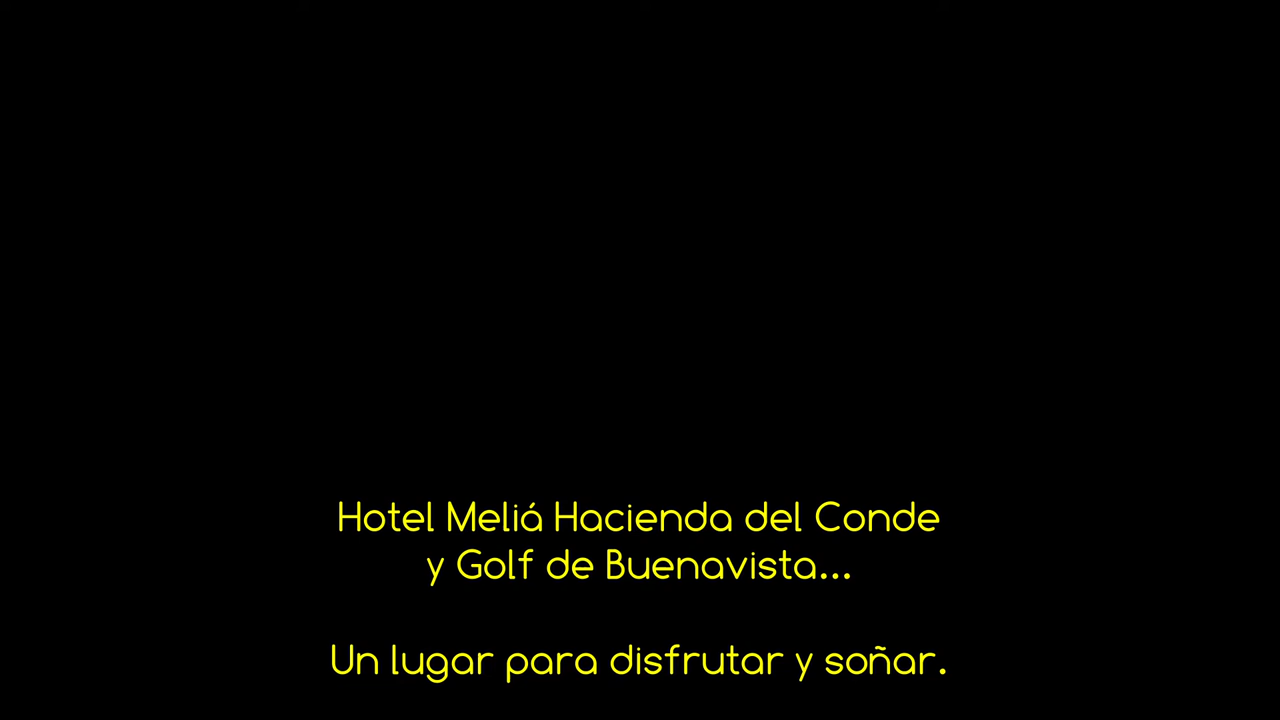 Hotel Meliá Hacienda del Conde
y Golf de Buenavista...
Un lugar para disfrutar y soñar.